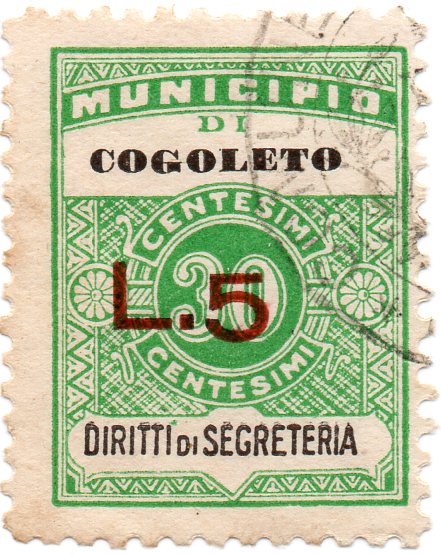 MUNICIPIO
DI
COGOLETO
CENTESIMI
30
L.5
CENTESIMI
DIRITTI DI SEGRETERIA